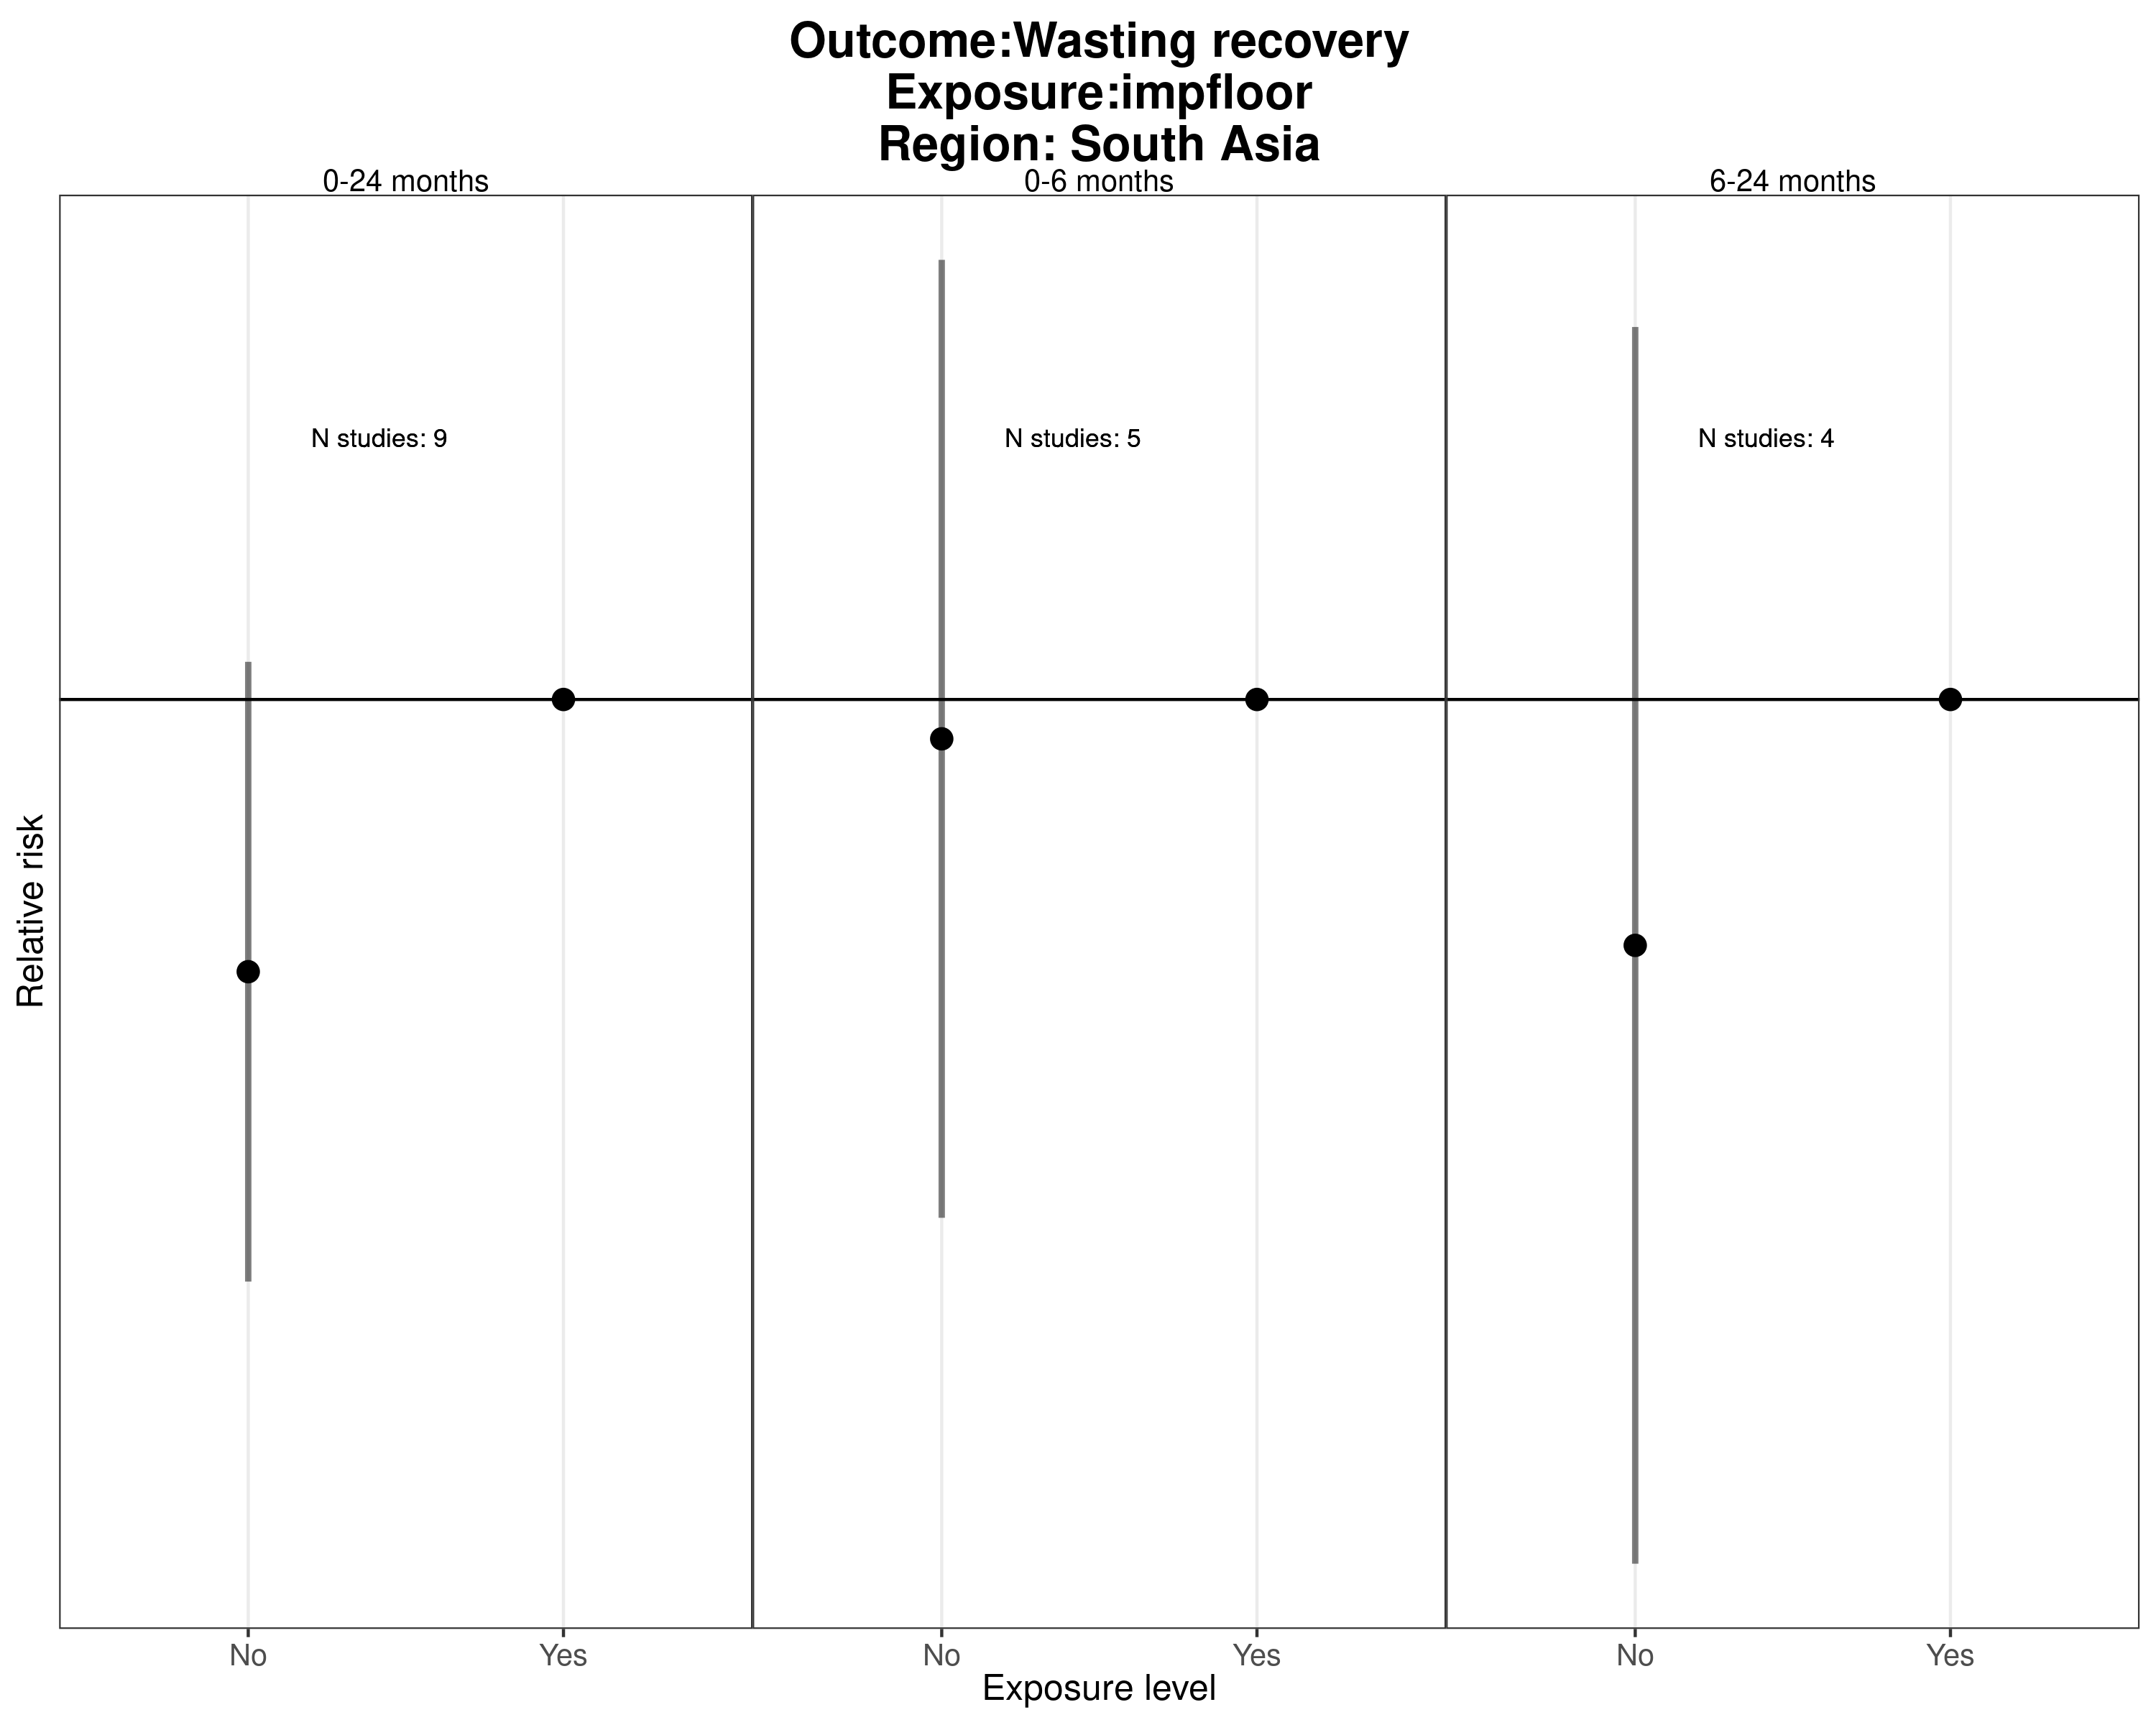 Outcome:Wasting recovery
Exposure:impfloor
Region: South Asia
0-24 months
0-6 months
6-24 months
N studies: 9
N studies: 5
N studies: 4
Relative risk
No
Yes
No
Yes
No
Yes
Exposure level